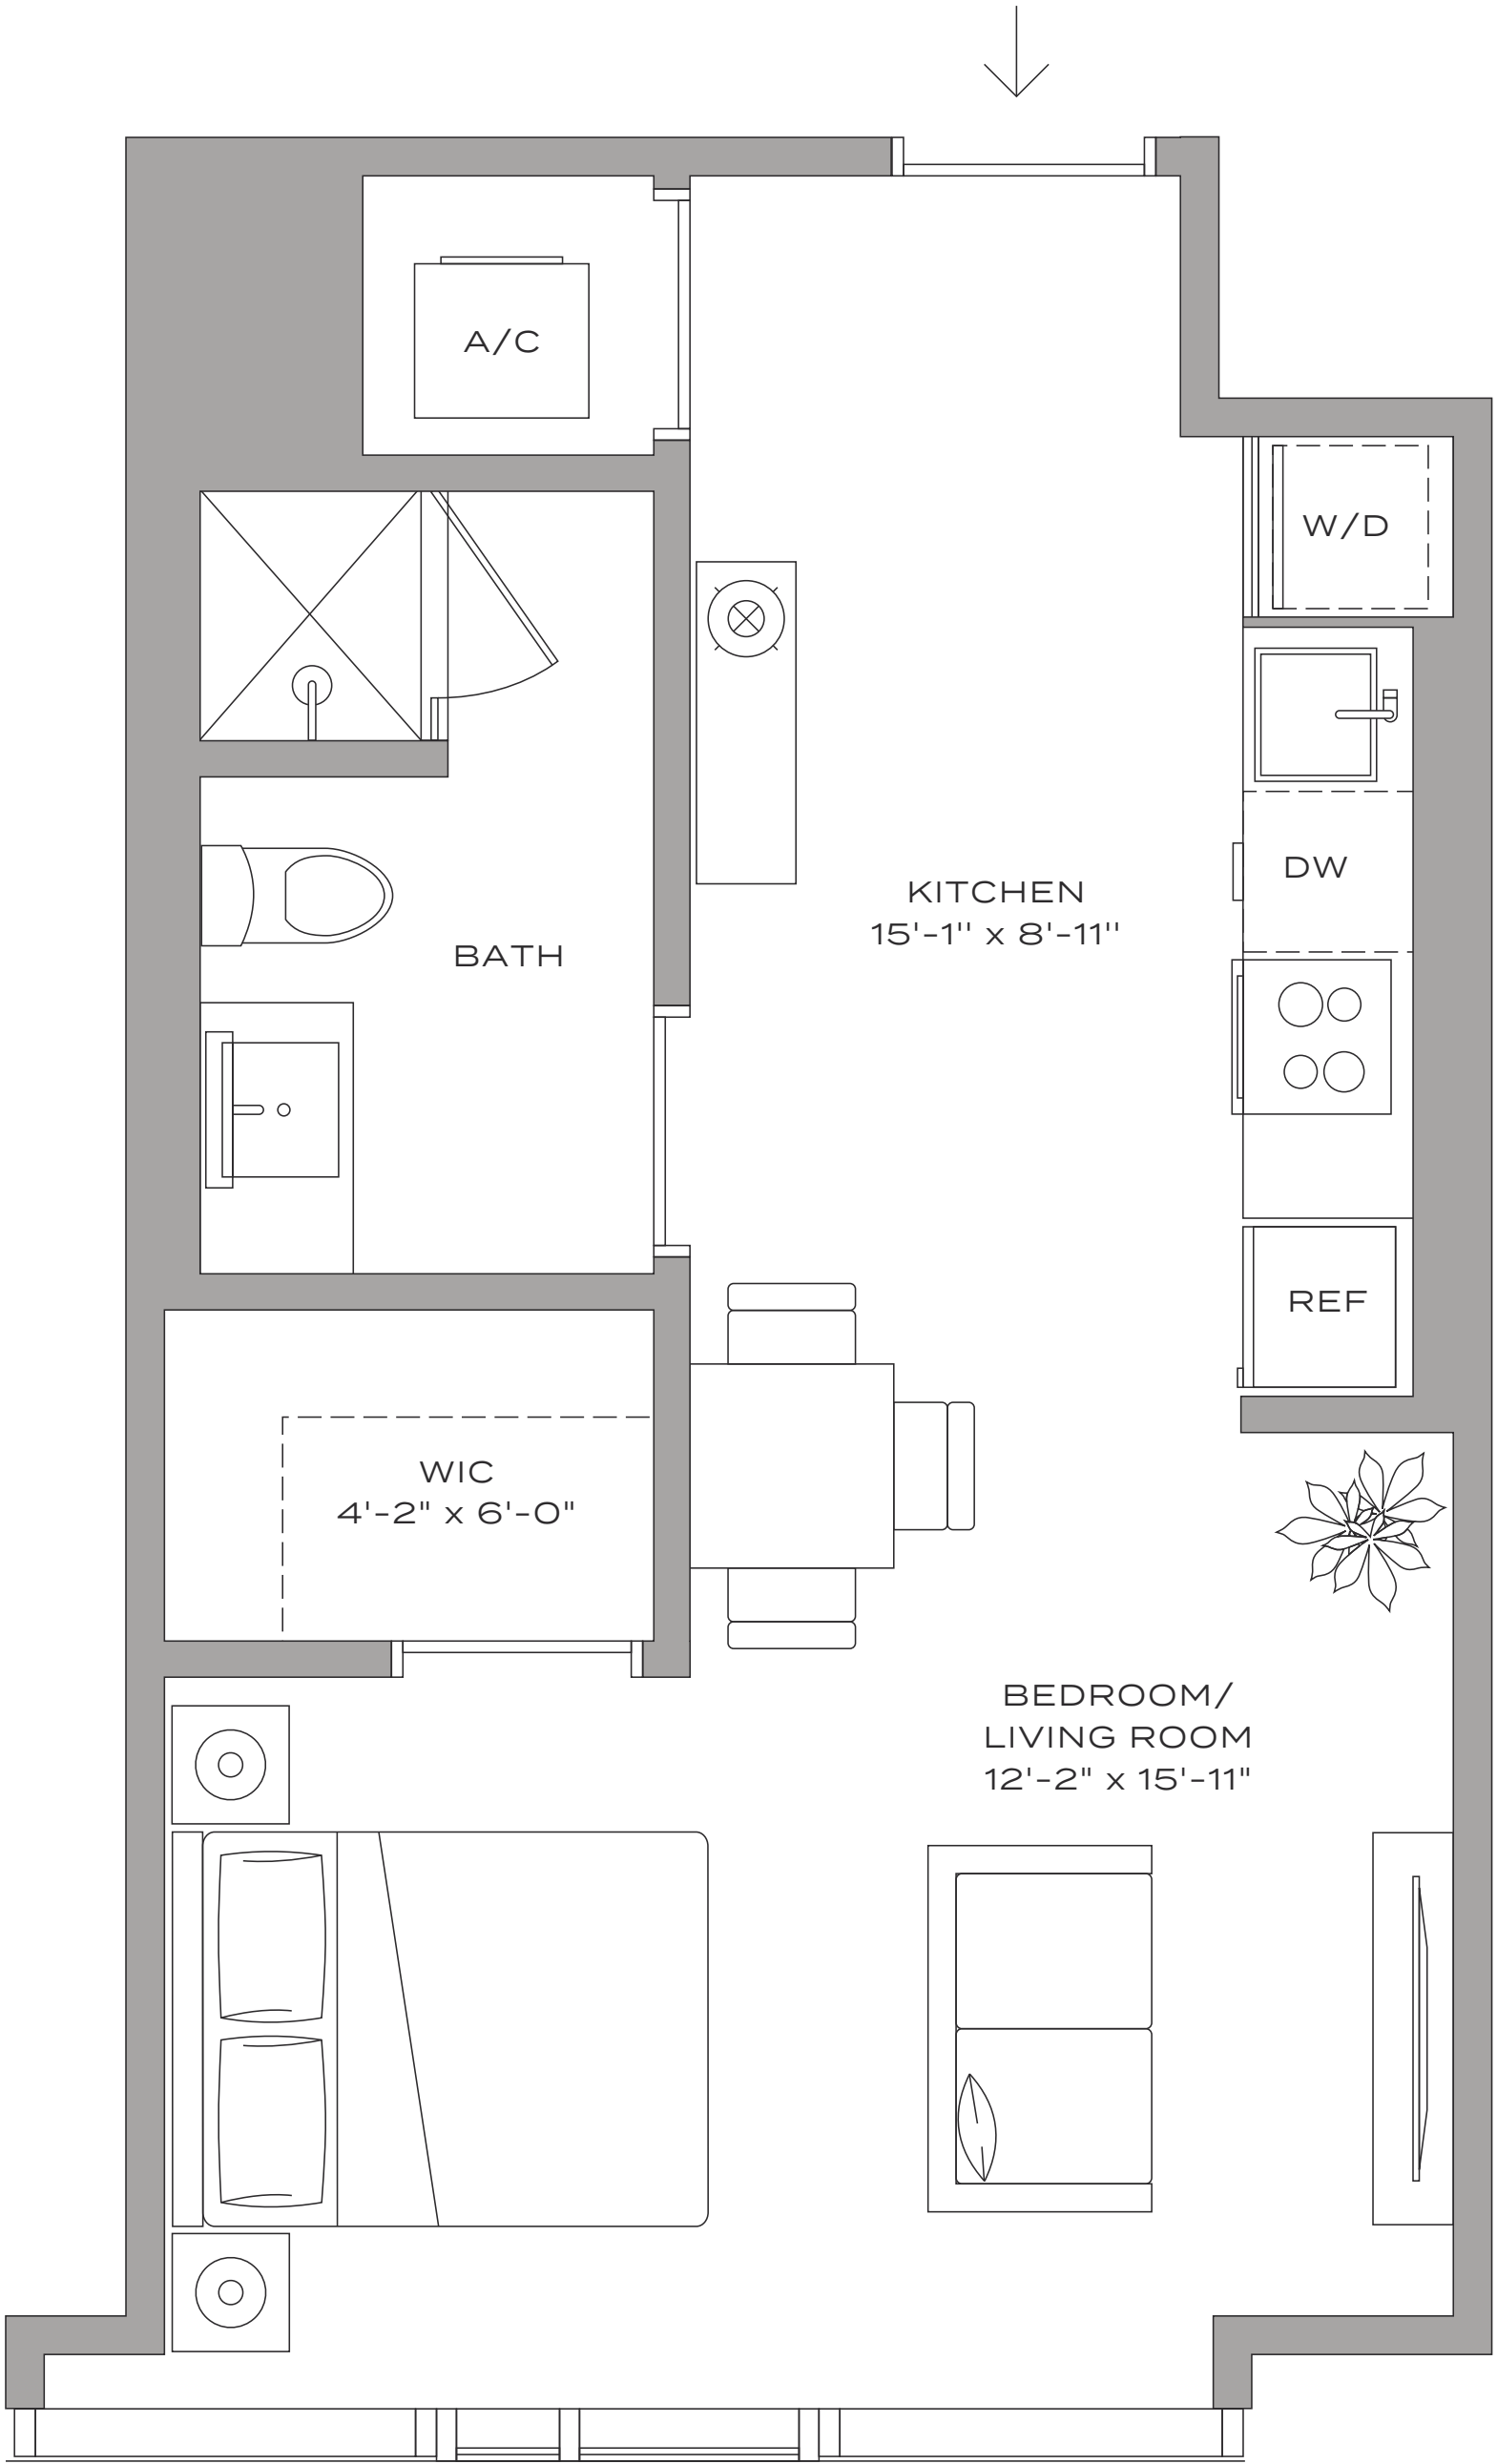 A/C
W/D
KITCHEN
15'-1" x 8'-11"
DW
BATH
REF
WIC
4'-2" x 6'-0"
BEDROOM/
LIVING ROOM
12'-2" x 15'-11"